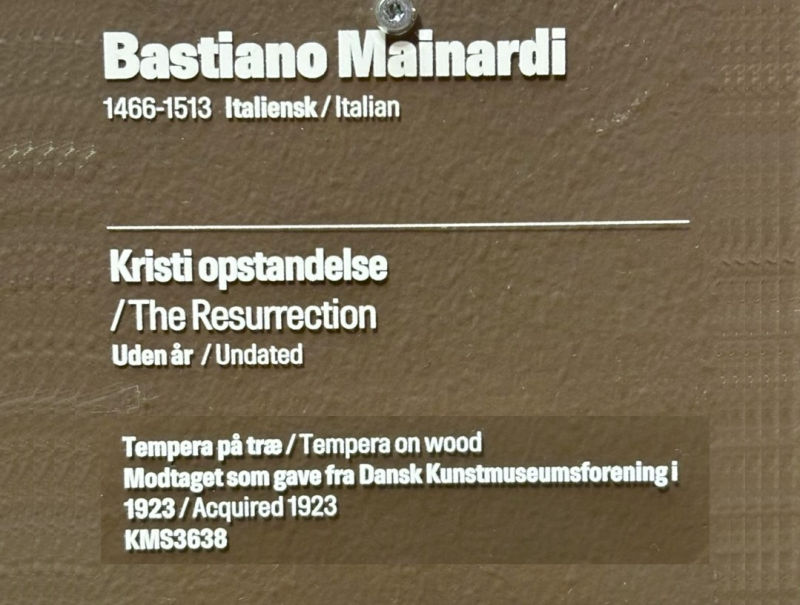 Bastiano Mainardi
1466-1513 Italiensk / Italian
Kristi opstandelse
/ The Resurrection
Uden år / Undated
Tempera på træ / Tempera on wood
Modtaget som gave fra Dansk Kunstmuseumsforening i
1923 / Acquired 1923
KMS3638